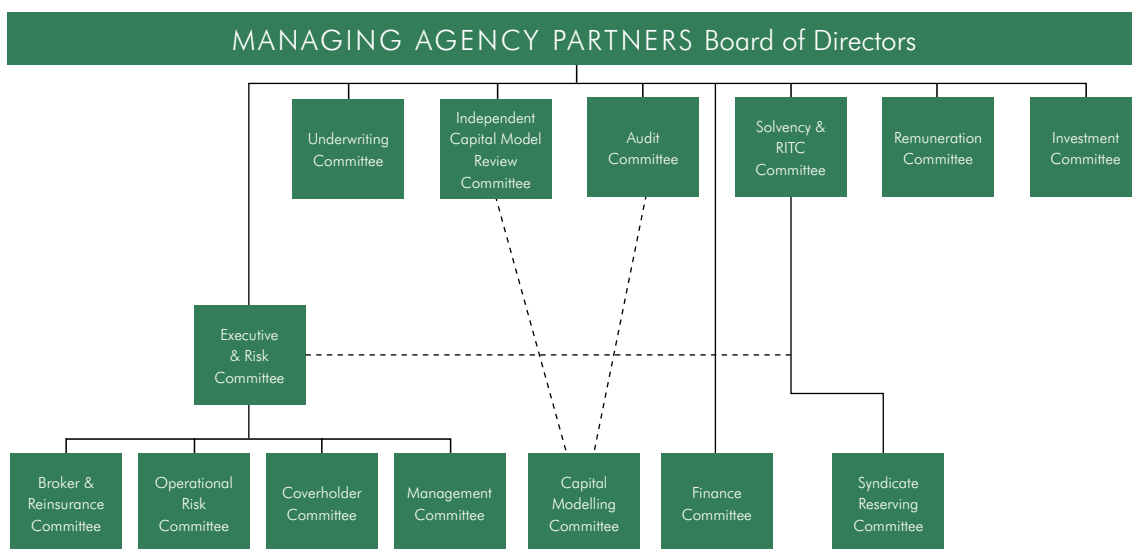 MANAGING AGENCY PARTNERS Board of Directors
Underwriting
Committee
Independent
Capital Model
Review
Committee
Audit
Committee
Solvency &
RITC
Committee
Remuneration
Committee
Investment
Committee
Executive
& Risk
Committee
Broker &
Reinsurance
Committee
Operational
Risk
Committee
Coverholder
Committee
Management
Committee
Capital
Modelling
Committee
Finance
Committee
Syndicate
Reserving
Committee